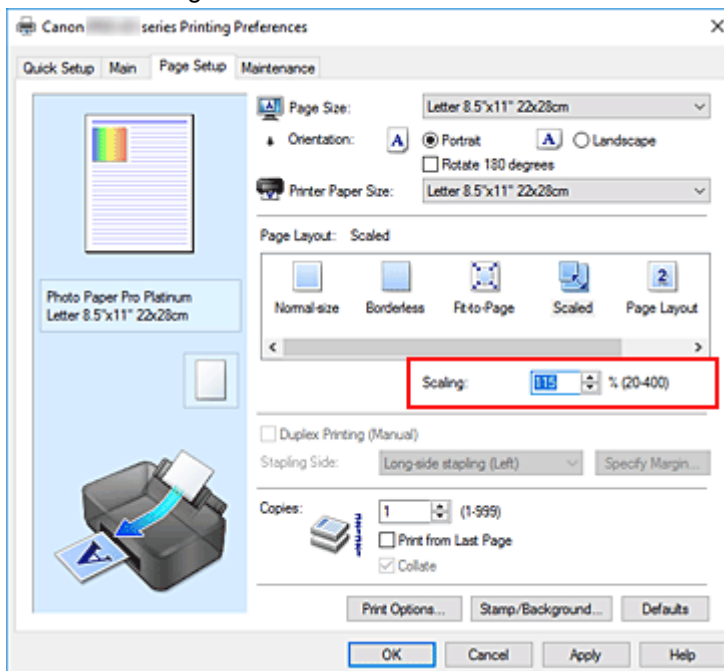 Canon series Printing Preferences
Quick Setup Main Page Setup Maintenance
Page Size: Letter 8.5"x11" 22x28cm
Orientation: A Portrait A Landscape
Rotate 180 degrees
Printer Paper Size: Letter 8.5"x11" 22x28cm
Page Layout: Scaled
Normal-size Borderless Fit-to-Page Scaled 2 Page Layout
Photo Paper Pro Platinum
Letter 8.5"x11" 22x28cm
Scaling: 115 % (20-400)
Duplex Printing (Manual)
Stapling Side: Long-side stapling (Left) Specify Margin...
Copies: 1 (1-999)
Print from Last Page
Collate
A
Print Options... Stamp/Background... Defaults
OK Cancel Apply Help